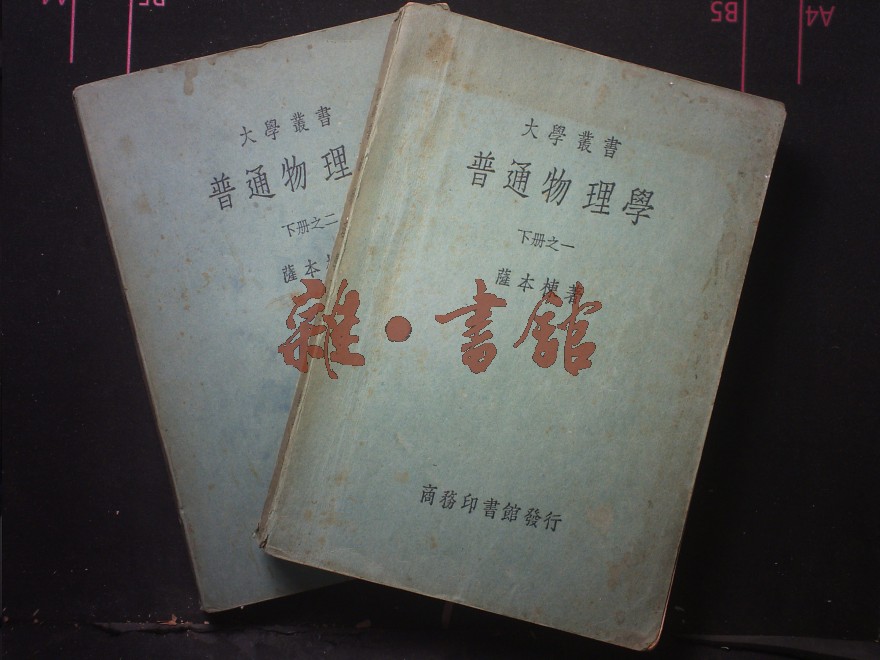 大學叢書
普通物理
下册之二
薩本
大學叢書
普通物理學
下册之一
薩本棟著
商務印書館發行
雜·書館
B5
B5
A4